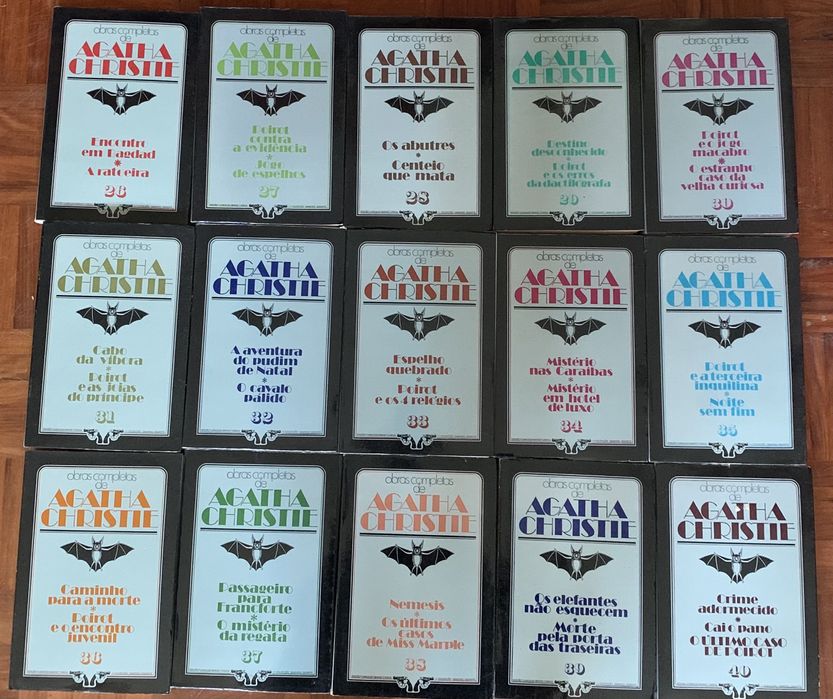 obras completas
de
AGATHA
CHRISTIE
Encontro
em Bagdad
*
A ratoeira
26
obras completas
de
AGATHA
CHRISTIE
Poirot
contra
a evidência
*
Jogo
de espelhos
27
obras completas
de
AGATHA
CHRISTIE
Os abutres
*
Centeio
que mata
28
obras completas
de
AGATHA
CHRISTIE
Destino
desconhecido
*
Poirot
e os erros
da dactilógrafa
29
obras completas
de
AGATHA
CHRISTIE
Poirot
e o jogo
macabro
*
O estranho
caso da
velha curiosa
30
obras completas
de
AGATHA
CHRISTIE
Cabo
da víbora
*
Poirot
e as joias
do príncipe
31
obras completas
de
AGATHA
CHRISTIE
A aventura
do pudim
de Natal
*
O cavalo
pálido
32
obras completas
de
AGATHA
CHRISTIE
Espelho
quebrado
*
Poirot
e os 4 relógios
33
obras completas
de
AGATHA
CHRISTIE
Mistério
nas Caraíbas
*
Mistério
em hotel
de luxo
34
obras completas
de
AGATHA
CHRISTIE
Poirot
e a terceira
inquilina
*
Noite
sem fim
35
obras completas
de
AGATHA
CHRISTIE
Caminho
para a morte
*
Poirot
e o encontro
juvenil
36
obras completas
de
AGATHA
CHRISTIE
Passageiro
para
Francforte
*
O mistério
da regata
37
obras completas
de
AGATHA
CHRISTIE
Nemesis
*
Os últimos
casos
de Miss Marple
38
obras completas
de
AGATHA
CHRISTIE
Os elefantes
não esquecem
*
Morte
pela porta
das traseiras
39
obras completas
de
AGATHA
CHRISTIE
Crime
adormecido
*
Cai o pano
O ÚLTIMO CASO
DE POIROT
40